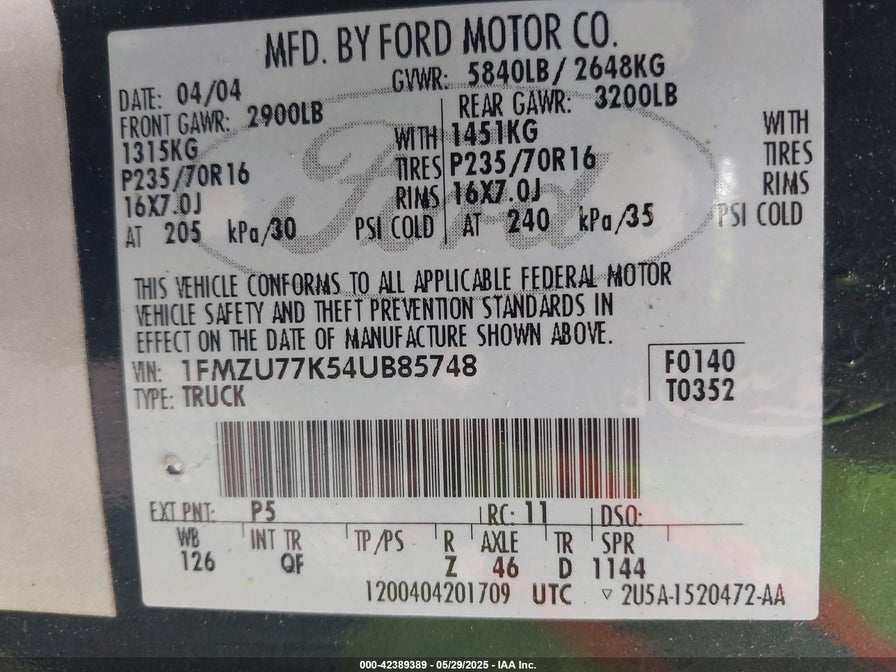 MFD. BY FORD MOTOR CO.
DATE: 04/04 GVWR: 5840LB / 2648KG
FRONT GAWR: 2900LB REAR GAWR: 3200LB
1315KG WITH 1451KG WITH
P235/70R16 TIRES P235/70R16 TIRES
16X7.0J RIMS 16X7.0J RIMS
AT 205 kPa/30 PSI COLD AT 240 kPa/35 PSI COLD
Ford
THIS VEHICLE CONFORMS TO ALL APPLICABLE FEDERAL MOTOR
VEHICLE SAFETY AND THEFT PREVENTION STANDARDS IN
EFFECT ON THE DATE OF MANUFACTURE SHOWN ABOVE.
VIN: 1FMZU77K54UB85748 F0140
TYPE: TRUCK T0352
EXT PNT: P5 RC: 11 DSO:
WB INT TR TP/PS R AXLE TR SPR
126 QF Z 46 D 1144
1200404201709 UTC ▿ 2U5A-1520472-AA
000-42389389 - 05/29/2025 - IAA Inc.